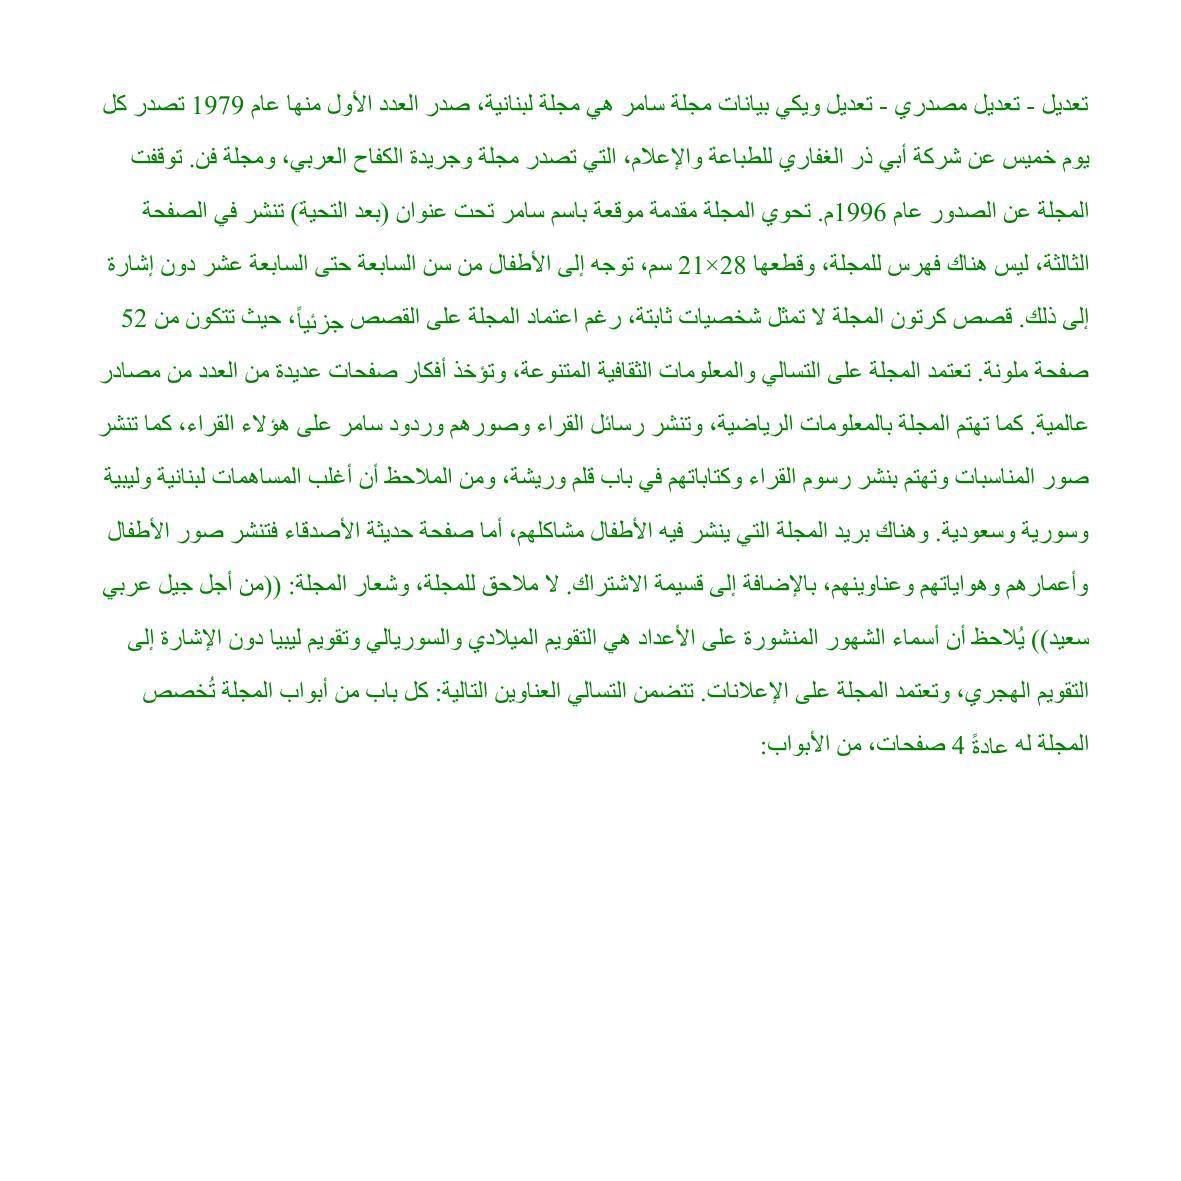 تعديل - تعديل مصدري - تعديل ويكي بيانات مجلة سامر هي مجلة لبنانية، صدر العدد الأول منها عام 1979 تصدر كل
يوم خميس عن شركة أبي ذر الغفاري للطباعة والإعلام، التي تصدر مجلة وجريدة الكفاح العربي، ومجلة فن. توقفت
المجلة عن الصدور عام 1996م. تحوي المجلة مقدمة موقعة باسم سامر تحت عنوان (بعد التحية) تنشر في الصفحة
الثالثة، ليس هناك فهرس للمجلة، وقطعها 28×21 سم، توجه إلى الأطفال من سن السابعة حتى السابعة عشر دون إشارة
إلى ذلك. قصص كرتون المجلة لا تمثل شخصيات ثابتة، رغم اعتماد المجلة على القصص جزئياً، حيث تتكون من 52
صفحة ملونة. تعتمد المجلة على التسالي والمعلومات الثقافية المتنوعة، وتؤخذ أفكار صفحات عديدة من العدد من مصادر
عالمية. كما تهتم المجلة بالمعلومات الرياضية، وتنشر رسائل القراء وصورهم وردود سامر على هؤلاء القراء، كما تنشر
صور المناسبات وتهتم بنشر رسوم القراء وكتاباتهم في باب قلم وريشة، ومن الملاحظ أن أغلب المساهمات لبنانية وليبية
وسورية وسعودية. وهناك بريد المجلة التي ينشر فيه الأطفال مشاكلهم، أما صفحة حديثة الأصدقاء فتنشر صور الأطفال
وأعمارهم وهواياتهم وعناوينهم، بالإضافة إلى قسيمة الاشتراك. لا ملاحق للمجلة، وشعار المجلة: ((من أجل جيل عربي
سعيد)) يُلاحظ أن أسماء الشهور المنشورة على الأعداد هي التقويم الميلادي والسوريالي وتقويم ليبيا دون الإشارة إلى
التقويم الهجري، وتعتمد المجلة على الإعلانات. تتضمن التسالي العناوين التالية: كل باب من أبواب المجلة تُخصص
المجلة له عادةً 4 صفحات، من الأبواب: